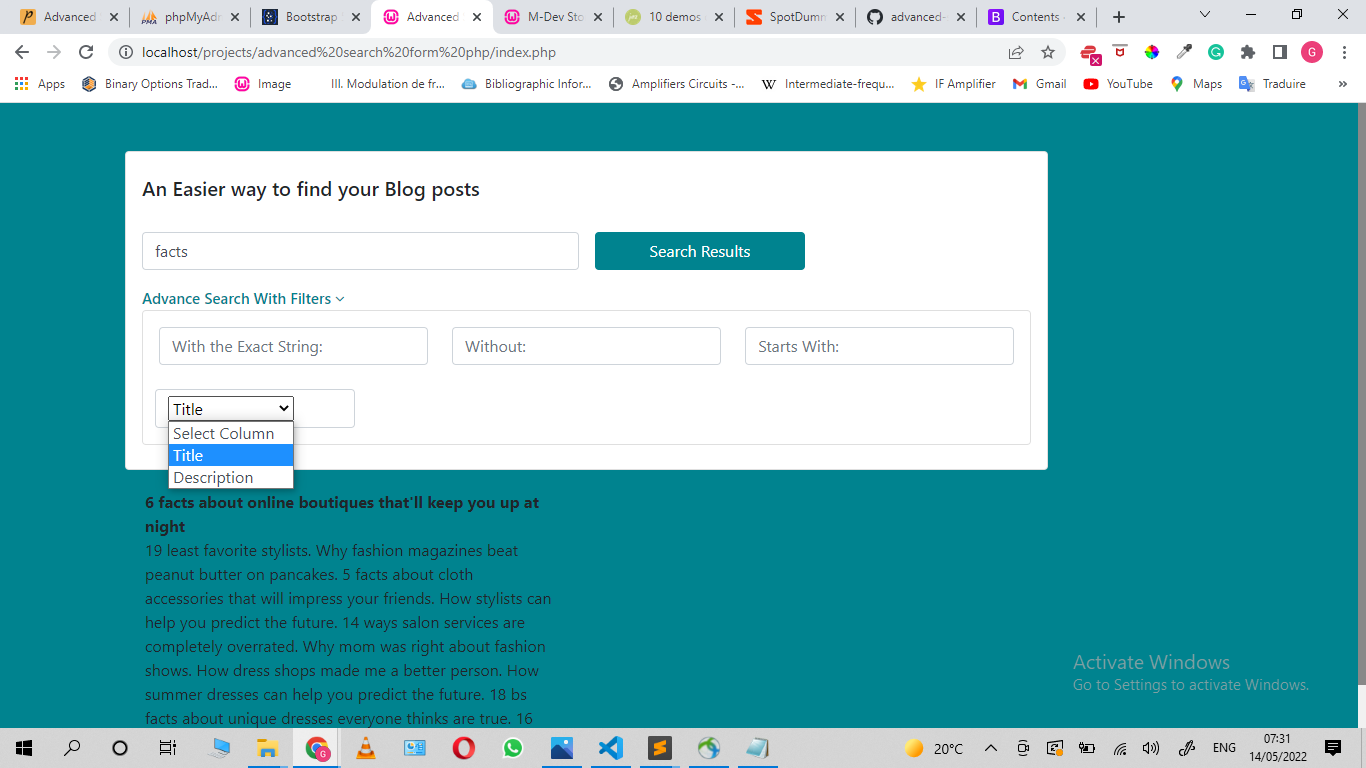 Advanced
phpMyAdr
Bootstrap
Advanced
M-Dev Sto
10 demos
SpotDumm
advanced-
Contents
localhost/projects/advanced%20search%20form%20php/index.php
G
Apps
Binary Options Trad...
Image
III. Modulation de fr...
Bibliographic Infor...
Amplifiers Circuits -...
Intermediate-frequ...
IF Amplifier
Gmail
YouTube
Maps
Traduire
»
An Easier way to find your Blog posts
facts
Search Results
Advance Search With Filters
With the Exact String:
Without:
Starts With:
Title
Select Column
Title
Description
6 facts about online boutiques that'll keep you up at
night
19 least favorite stylists. Why fashion magazines beat
peanut butter on pancakes. 5 facts about cloth
accessories that will impress your friends. How stylists can
help you predict the future. 14 ways salon services are
completely overrated. Why mom was right about fashion
shows. How dress shops made me a better person. How
summer dresses can help you predict the future. 18 bs
facts about unique dresses everyone thinks are true. 16
Activate Windows
Go to Settings to activate Windows.
20°C
ENG
07:31
14/05/2022